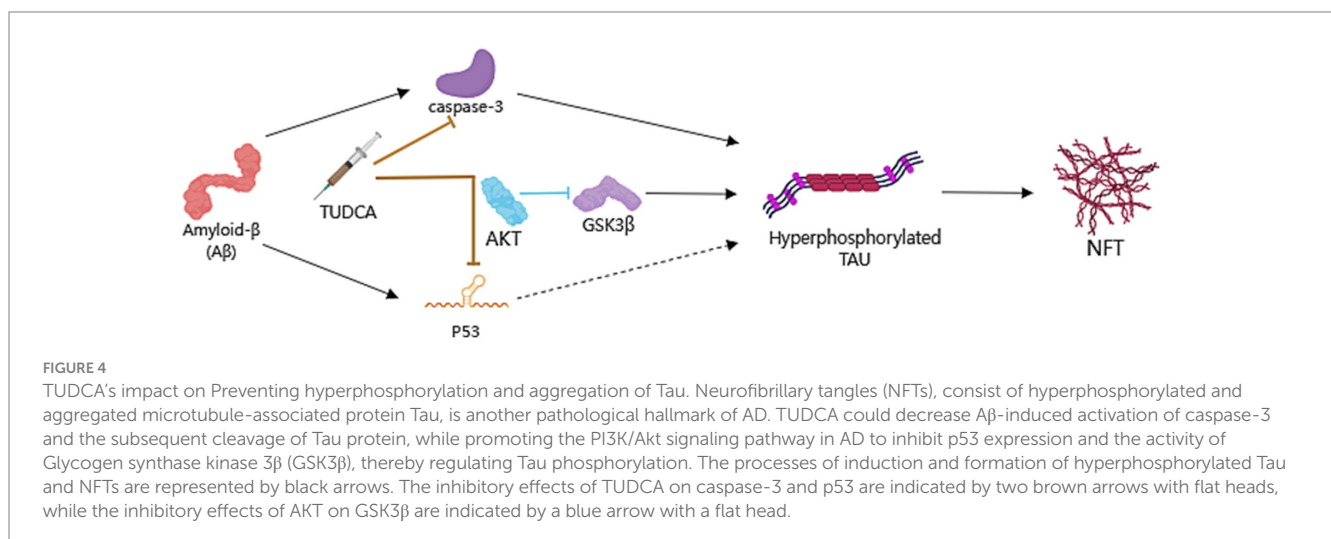 caspase-3
TUDCA
Amyloid-β
(Aβ)
AKT
GSK3β
Hyperphosphorylated
TAU
NFT
P53
FIGURE 4
TUDCA's impact on Preventing hyperphosphorylation and aggregation of Tau. Neurofibrillary tangles (NFTs), consist of hyperphosphorylated and
aggregated microtubule-associated protein Tau, is another pathological hallmark of AD. TUDCA could decrease Aβ-induced activation of caspase-3
and the subsequent cleavage of Tau protein, while promoting the PI3K/Akt signaling pathway in AD to inhibit p53 expression and the activity of
Glycogen synthase kinase 3β (GSK3β), thereby regulating Tau phosphorylation. The processes of induction and formation of hyperphosphorylated Tau
and NFTs are represented by black arrows. The inhibitory effects of TUDCA on caspase-3 and p53 are indicated by two brown arrows with flat heads,
while the inhibitory effects of AKT on GSK3β are indicated by a blue arrow with a flat head.